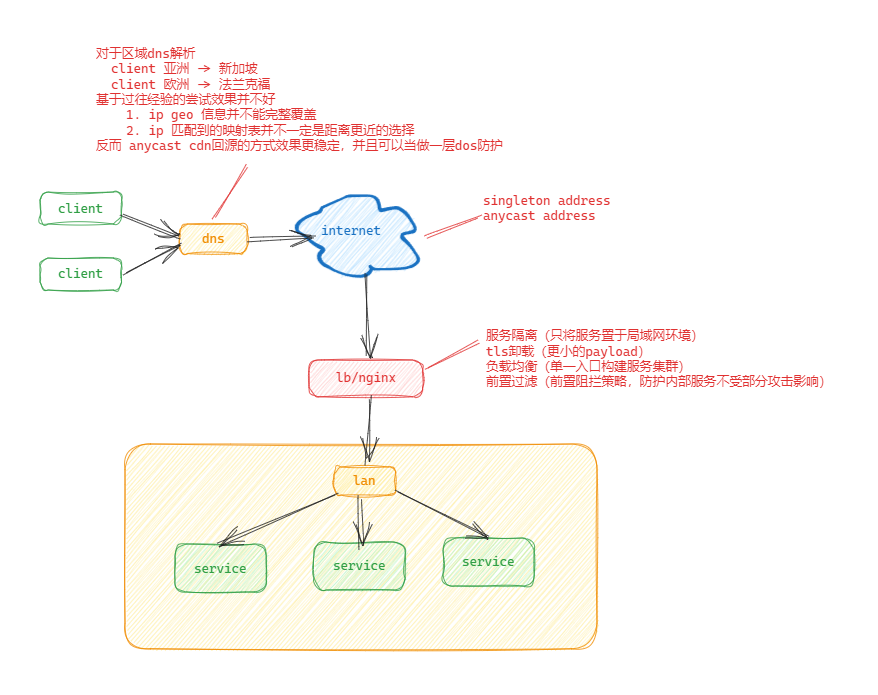 对于区域dns解析
client 亚洲 -> 新加坡
client 欧洲 -> 法兰克福
基于过往经验的尝试效果并不好
1. ip geo 信息并不能完整覆盖
2. ip 匹配到的映射表并不一定是距离更近的选择
反而 anycast cdn回源的方式效果更稳定，并且可以当做一层dos防护
client
dns
client
internet
singleton address
anycast address
服务隔离（只将服务置于局域网环境）
tls卸载（更小的payload）
负载均衡（单一入口构建服务集群）
前置过滤（前置阻拦策略，防护内部服务不受部分攻击影响）
lb/nginx
lan
service
service
service